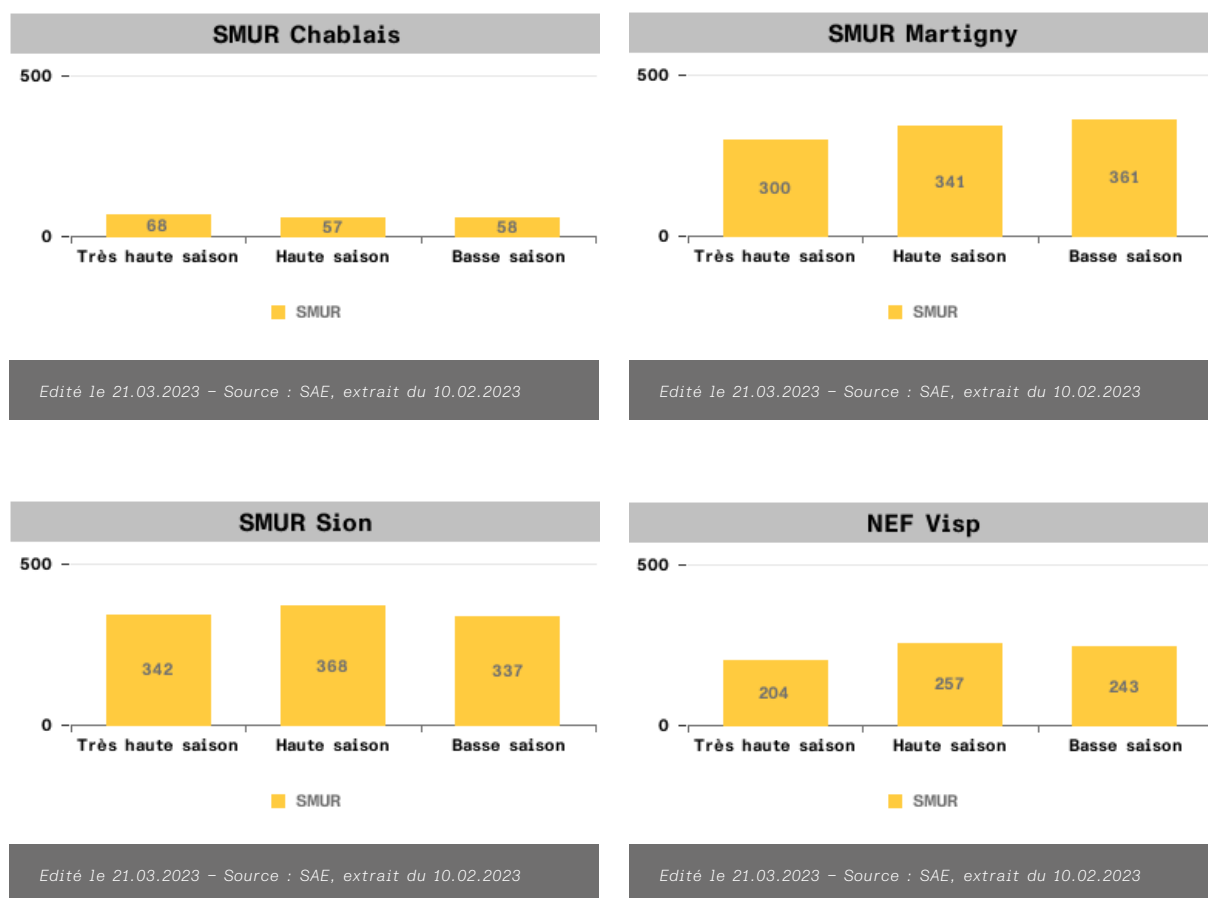 SMUR Chablais
500
68
57
58
0
Très haute saison Haute saison Basse saison
SMUR
Edité le 21.03.2023 – Source : SAE, extrait du 10.02.2023
SMUR Martigny
500
300
341
361
0
Très haute saison Haute saison Basse saison
SMUR
Edité le 21.03.2023 – Source : SAE, extrait du 10.02.2023
SMUR Sion
500
342
368
337
0
Très haute saison Haute saison Basse saison
SMUR
Edité le 21.03.2023 – Source : SAE, extrait du 10.02.2023
NEF Visp
500
204
257
243
0
Très haute saison Haute saison Basse saison
SMUR
Edité le 21.03.2023 – Source : SAE, extrait du 10.02.2023